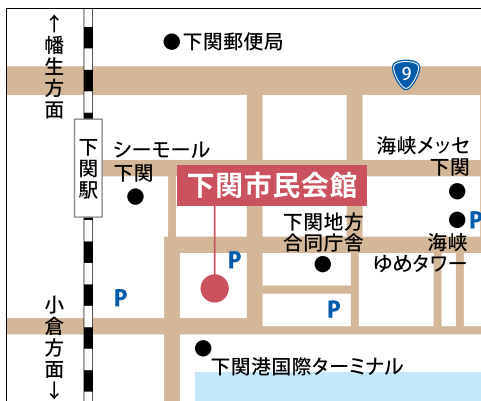 ↑幡生方面
下関郵便局
9
シーモール
下関
下関駅
海峡メッセ
下関
下関市民会館
P
下関地方
合同庁舎
海峡
ゆめタワー
P
P
P
小倉方面↓
下関港国際ターミナル